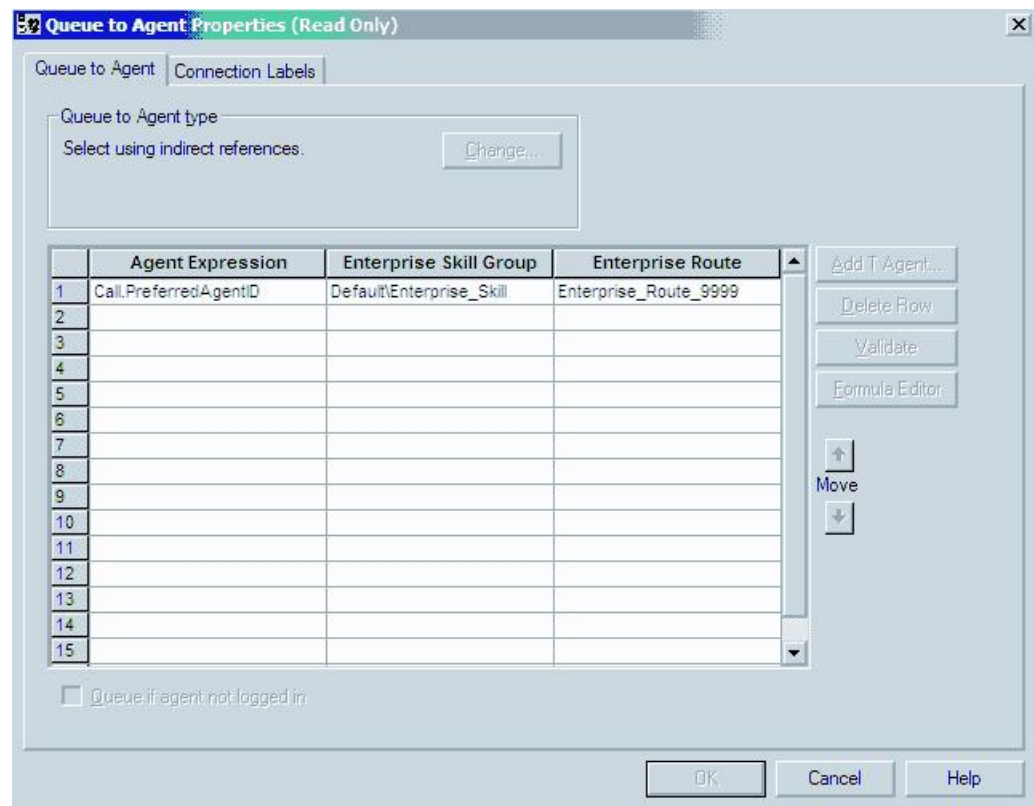 Queue to Agent Properties (Read Only)
Queue to Agent
Connection Labels
Queue to Agent type
Select using indirect references.
Change...
Agent Expression Enterprise Skill Group Enterprise Route
1 Call.PreferredAgentID Default\Enterprise_Skill Enterprise_Route_9999
2
3
4
5
6
7
8
9
10
11
12
13
14
15
Add T Agent...
Delete Row
Validate
Formula Editor
Move
Queue if agent not logged in
OK Cancel Help